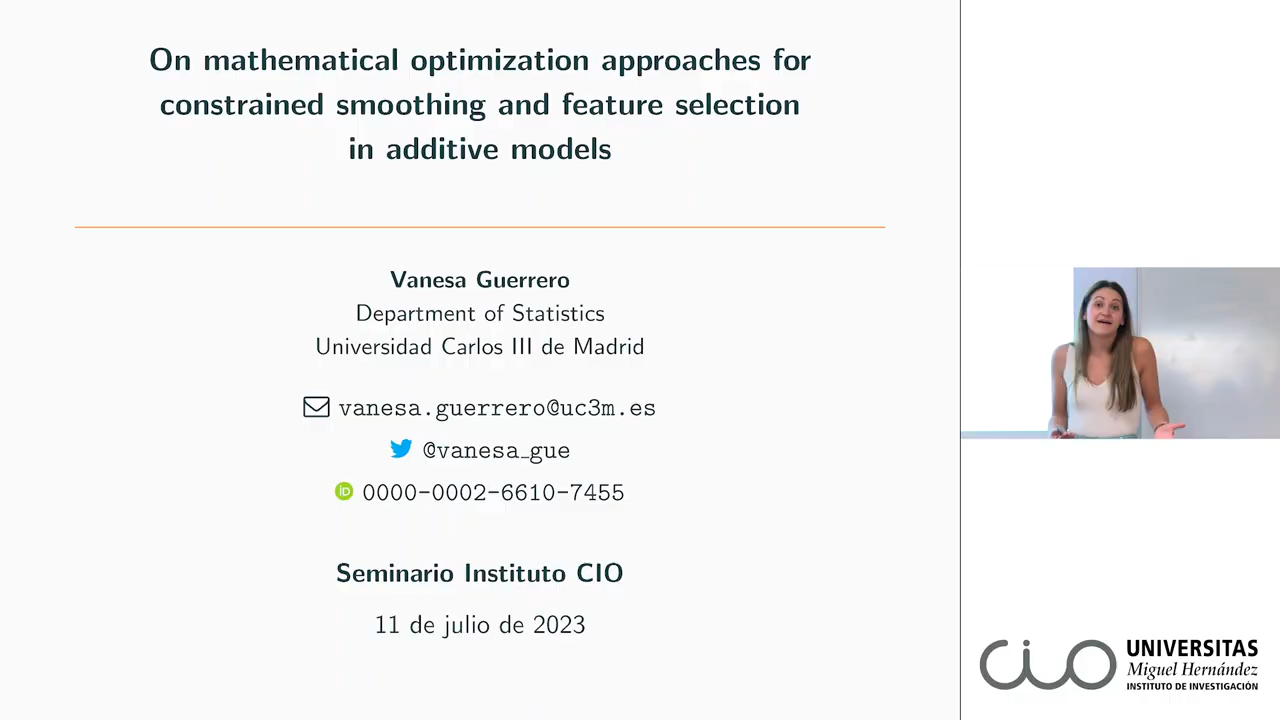 On mathematical optimization approaches for
constrained smoothing and feature selection
in additive models
Vanesa Guerrero
Department of Statistics
Universidad Carlos III de Madrid
vanesa.guerrero@uc3m.es
@vanesa_gue
iD 0000-0002-6610-7455
Seminario Instituto CIO
11 de julio de 2023
CIO
UNIVERSITAS
Miguel Hernández
INSTITUTO DE INVESTIGACIÓN